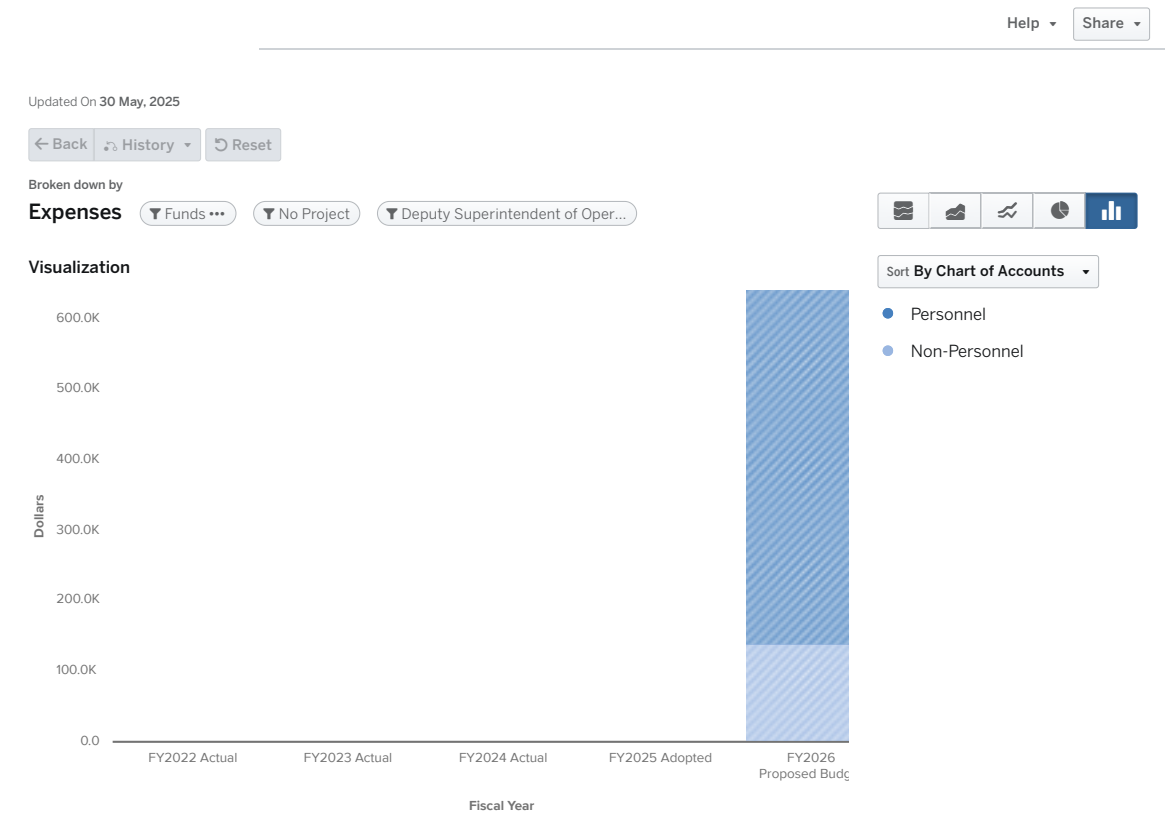 Help
Share
Updated On 30 May, 2025
Back
History
Reset
Broken down by
Expenses
Funds •••
No Project
Deputy Superintendent of Oper...
Visualization
Sort By Chart of Accounts
Personnel
Non-Personnel
600.0K
500.0K
400.0K
300.0K
200.0K
100.0K
0.0
Dollars
FY2022 Actual
FY2023 Actual
FY2024 Actual
FY2025 Adopted
FY2026
Proposed Budg
Fiscal Year